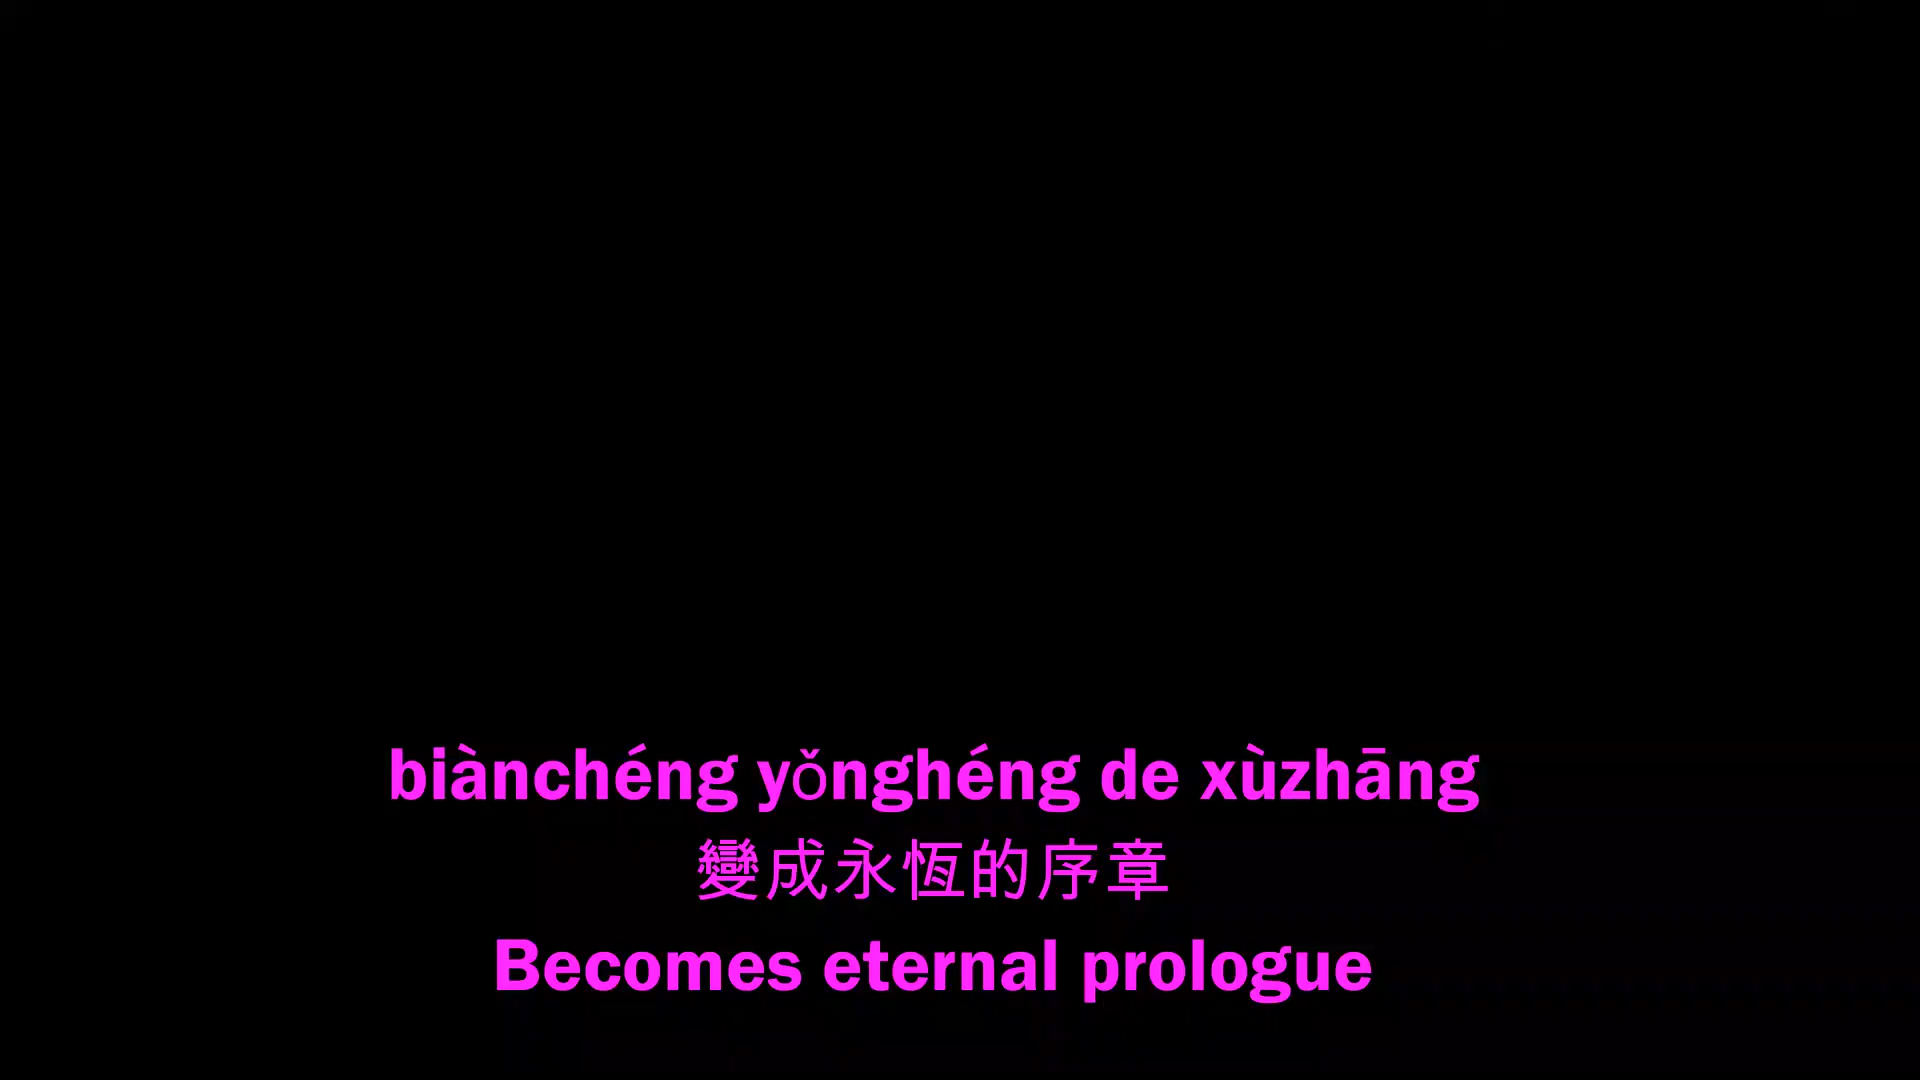 biànchéng yǒnghéng de xùzhāng
變成永恆的序章
Becomes eternal prologue